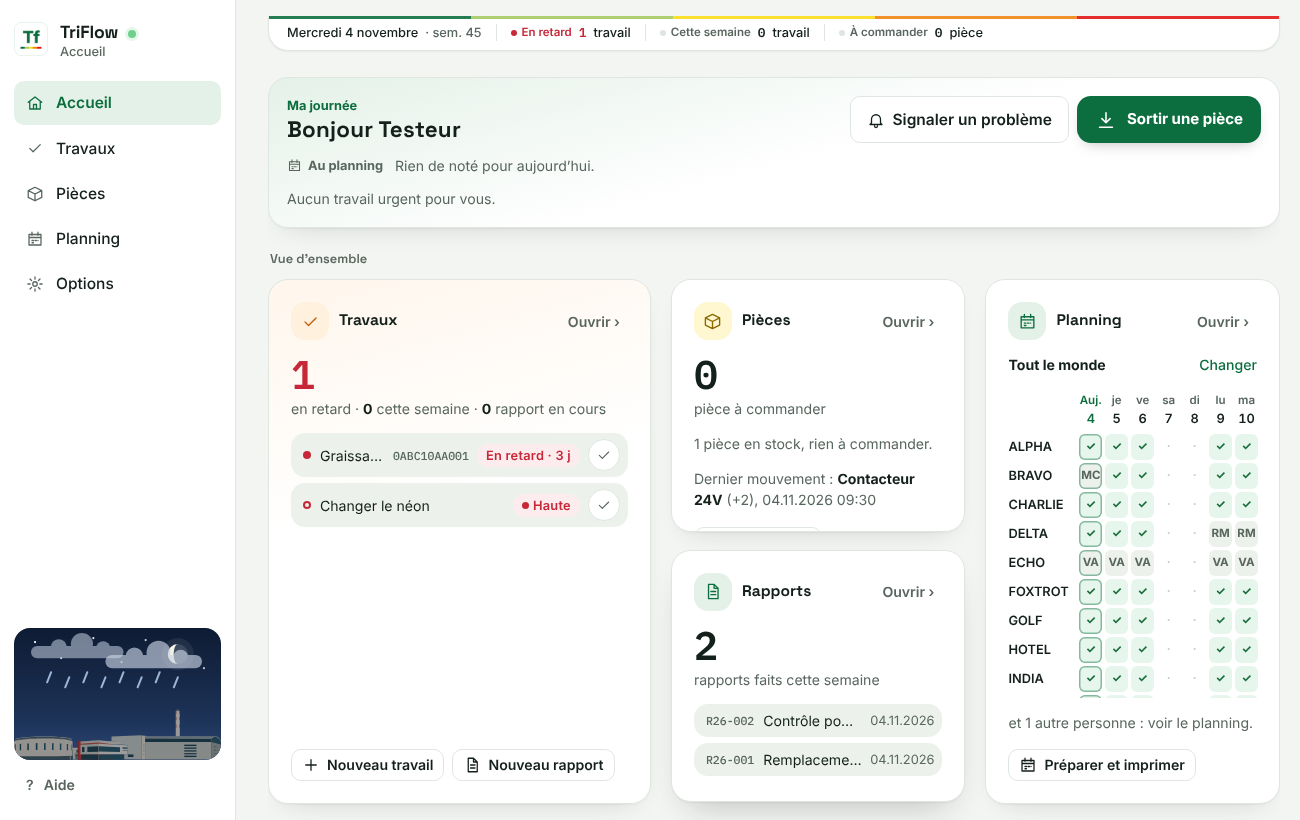 Tf TriFlow
Accueil
Accueil
Travaux
Pièces
Planning
Options
? Aide
Mercredi 4 novembre · sem. 45 En retard 1 travail Cette semaine 0 travail À commander 0 pièce
Ma journée
Bonjour Testeur
Signaler un problème
Sortir une pièce
Au planning Rien de noté pour aujourd’hui.
Aucun travail urgent pour vous.
Vue d’ensemble
Travaux Ouvrir ›
1
en retard · 0 cette semaine · 0 rapport en cours
Graissa… 0ABC10AA001 En retard · 3 j
Changer le néon Haute
Nouveau travail Nouveau rapport
Pièces Ouvrir ›
0
pièce à commander
1 pièce en stock, rien à commander.
Dernier mouvement : Contacteur
24V (+2), 04.11.2026 09:30
Rapports Ouvrir ›
2
rapports faits cette semaine
R26-002 Contrôle po… 04.11.2026
R26-001 Remplaceme… 04.11.2026
Planning Ouvrir ›
Tout le monde Changer
Auj. je ve sa di lu ma
4 5 6 7 8 9 10
ALPHA
BRAVO MC
CHARLIE
DELTA RM RM
ECHO VA VA VA VA VA
FOXTROT
GOLF
HOTEL
INDIA
et 1 autre personne : voir le planning.
Préparer et imprimer